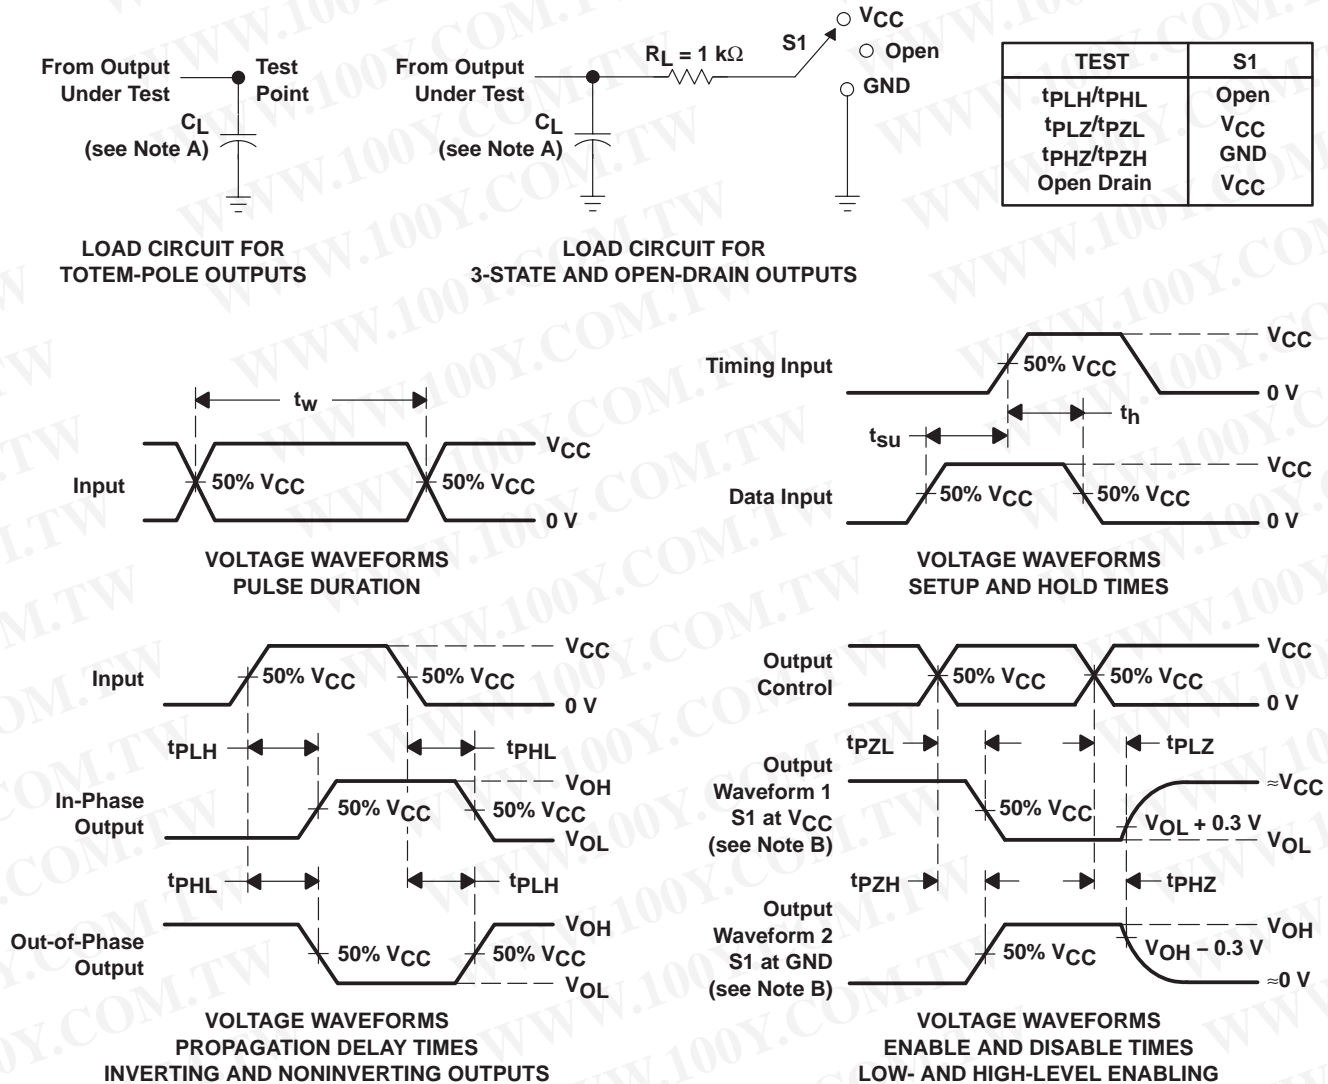 From Output
Under Test
Test
Point
CL
(see Note A)
LOAD CIRCUIT FOR
TOTEM-POLE OUTPUTS
From Output
Under Test
RL = 1 kΩ
S1
VCC
Open
GND
CL
(see Note A)
LOAD CIRCUIT FOR
3-STATE AND OPEN-DRAIN OUTPUTS
TEST S1
tPLH/tPHL Open
tPLZ/tPZL VCC
tPHZ/tPZH GND
Open Drain VCC
tw
Input
50% VCC
50% VCC
VCC
0 V
VOLTAGE WAVEFORMS
PULSE DURATION
Timing Input
50% VCC
VCC
0 V
tsu
th
Data Input
50% VCC
50% VCC
VCC
0 V
VOLTAGE WAVEFORMS
SETUP AND HOLD TIMES
Input
50% VCC
50% VCC
VCC
0 V
tPLH
tPHL
In-Phase
Output
50% VCC
50% VCC
VOH
VOL
tPHL
tPLH
Out-of-Phase
Output
50% VCC
50% VCC
VOH
VOL
VOLTAGE WAVEFORMS
PROPAGATION DELAY TIMES
INVERTING AND NONINVERTING OUTPUTS
Output
Control
50% VCC
50% VCC
VCC
0 V
tPZL
tPLZ
Output
Waveform 1
S1 at VCC
(see Note B)
50% VCC
VOL + 0.3 V
≈VCC
VOL
tPZH
tPHZ
Output
Waveform 2
S1 at GND
(see Note B)
50% VCC
VOH − 0.3 V
VOH
≈0 V
VOLTAGE WAVEFORMS
ENABLE AND DISABLE TIMES
LOW- AND HIGH-LEVEL ENABLING
WWW.100Y.COM.TW